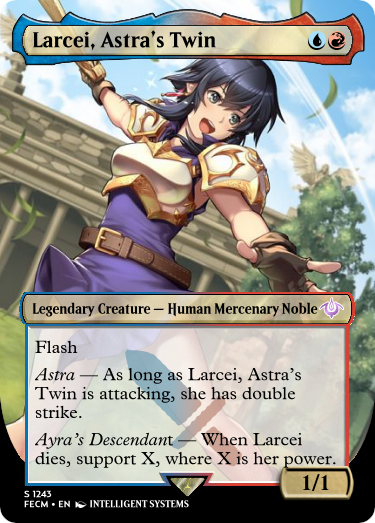 Larcei, Astra's Twin
Legendary Creature — Human Mercenary Noble
Flash
Astra — As long as Larcei, Astra's
Twin is attacking, she has double
strike.
Ayra's Descendant — When Larcei
dies, support X, where X is her power.
1/1
S 1243
FECM • EN INTELLIGENT SYSTEMS